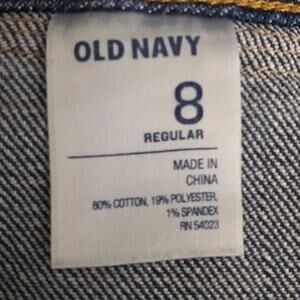 OLD NAVY
8
REGULAR
MADE IN
CHINA
80% COTTON, 19% POLYESTER,
1% SPANDEX
RN 54023